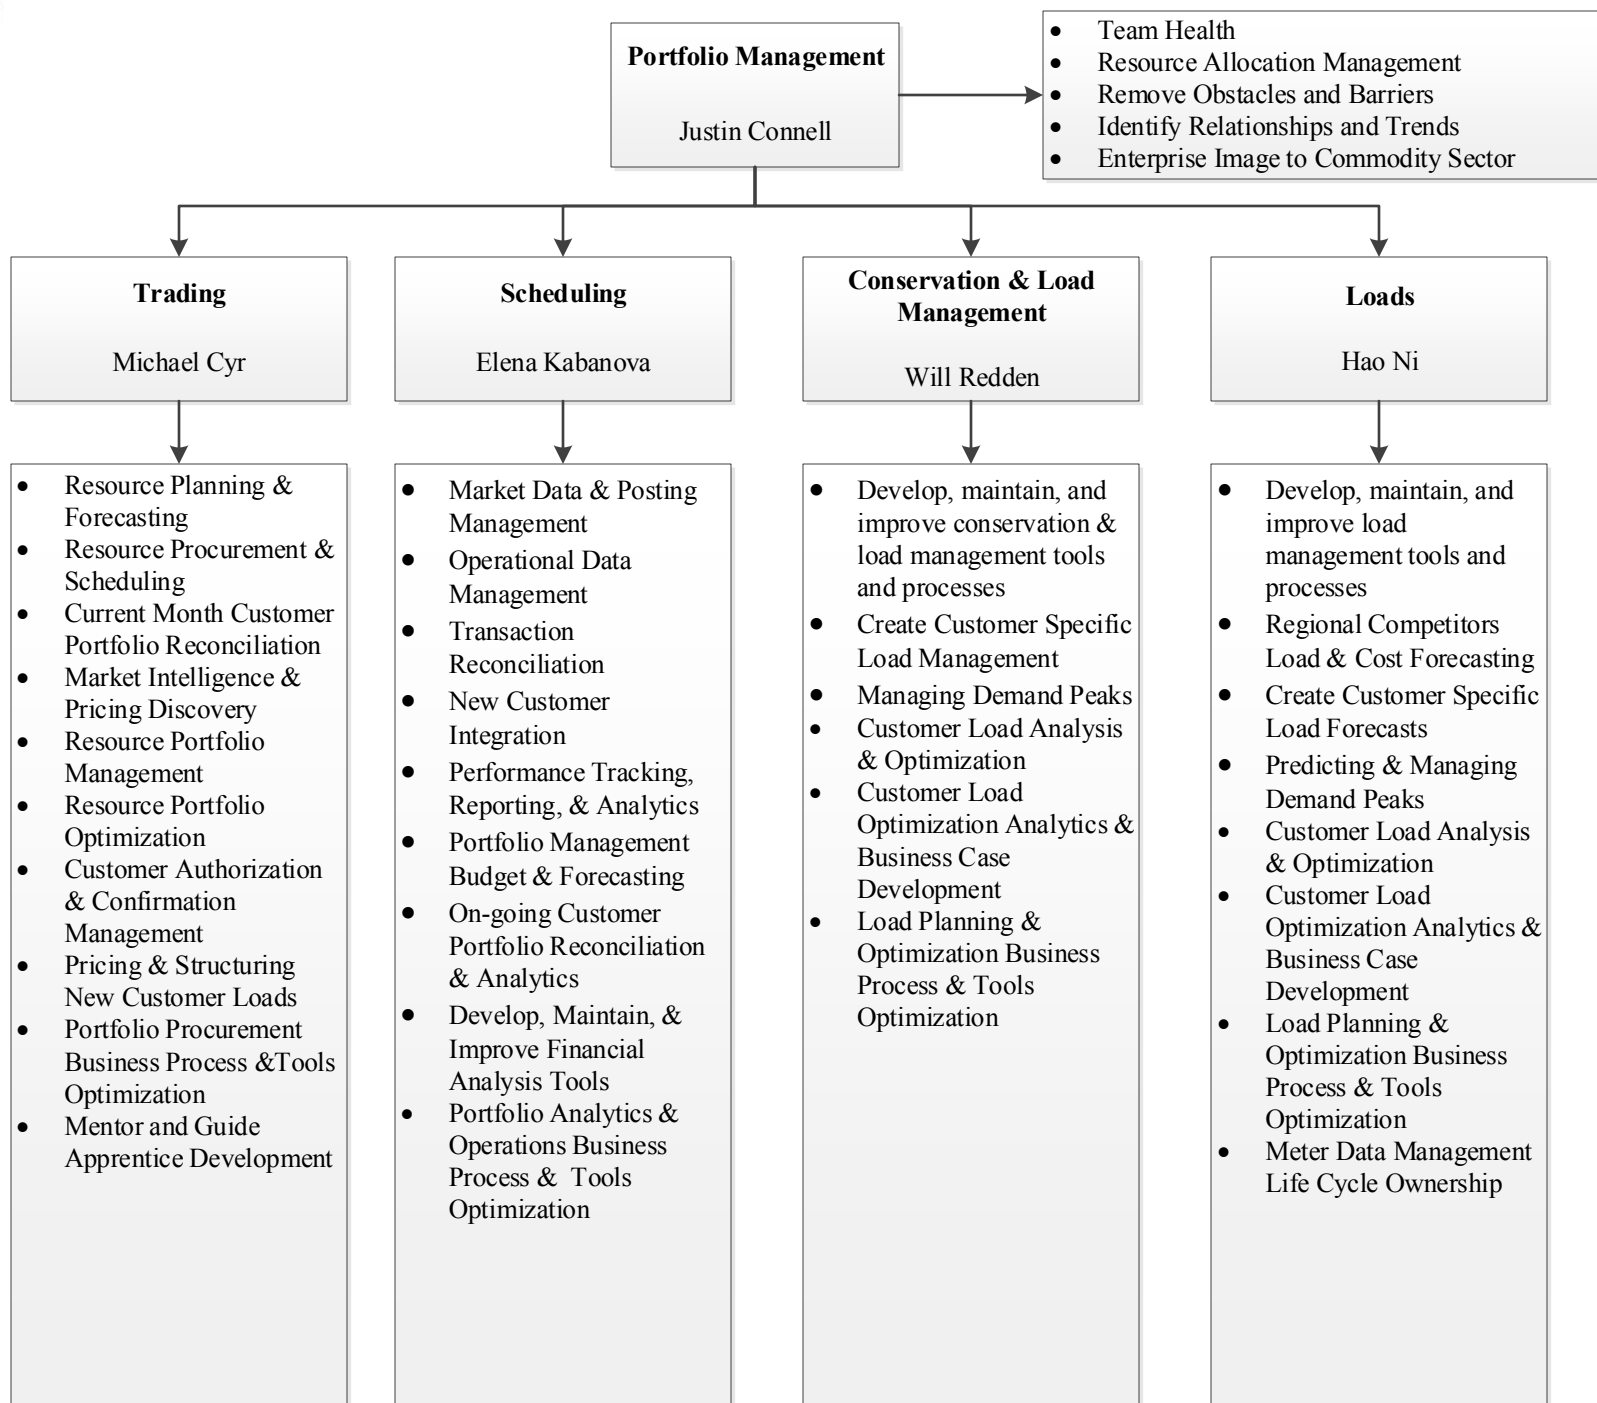 Portfolio Management
Justin Connell
• Team Health
• Resource Allocation Management
• Remove Obstacles and Barriers
• Identify Relationships and Trends
• Enterprise Image to Commodity Sector
Trading
Michael Cyr
• Resource Planning &
Forecasting
• Resource Procurement &
Scheduling
• Current Month Customer
Portfolio Reconciliation
• Market Intelligence &
Pricing Discovery
• Resource Portfolio
Management
• Resource Portfolio
Optimization
• Customer Authorization
& Confirmation
Management
• Pricing & Structuring
New Customer Loads
• Portfolio Procurement
Business Process &Tools
Optimization
• Mentor and Guide
Apprentice Development
Scheduling
Elena Kabanova
• Market Data & Posting
Management
• Operational Data
Management
• Transaction
Reconciliation
• New Customer
Integration
• Performance Tracking,
Reporting, & Analytics
• Portfolio Management
Budget & Forecasting
• On-going Customer
Portfolio Reconciliation
& Analytics
• Develop, Maintain, &
Improve Financial
Analysis Tools
• Portfolio Analytics &
Operations Business
Process & Tools
Optimization
Conservation & Load
Management
Will Redden
• Develop, maintain, and
improve conservation &
load management tools
and processes
• Create Customer Specific
Load Management
• Managing Demand Peaks
• Customer Load Analysis
& Optimization
• Customer Load
Optimization Analytics &
Business Case
Development
• Load Planning &
Optimization Business
Process & Tools
Optimization
Loads
Hao Ni
• Develop, maintain, and
improve load
management tools and
processes
• Regional Competitors
Load & Cost Forecasting
• Create Customer Specific
Load Forecasts
• Predicting & Managing
Demand Peaks
• Customer Load Analysis
& Optimization
• Customer Load
Optimization Analytics &
Business Case
Development
• Load Planning &
Optimization Business
Process & Tools
Optimization
• Meter Data Management
Life Cycle Ownership